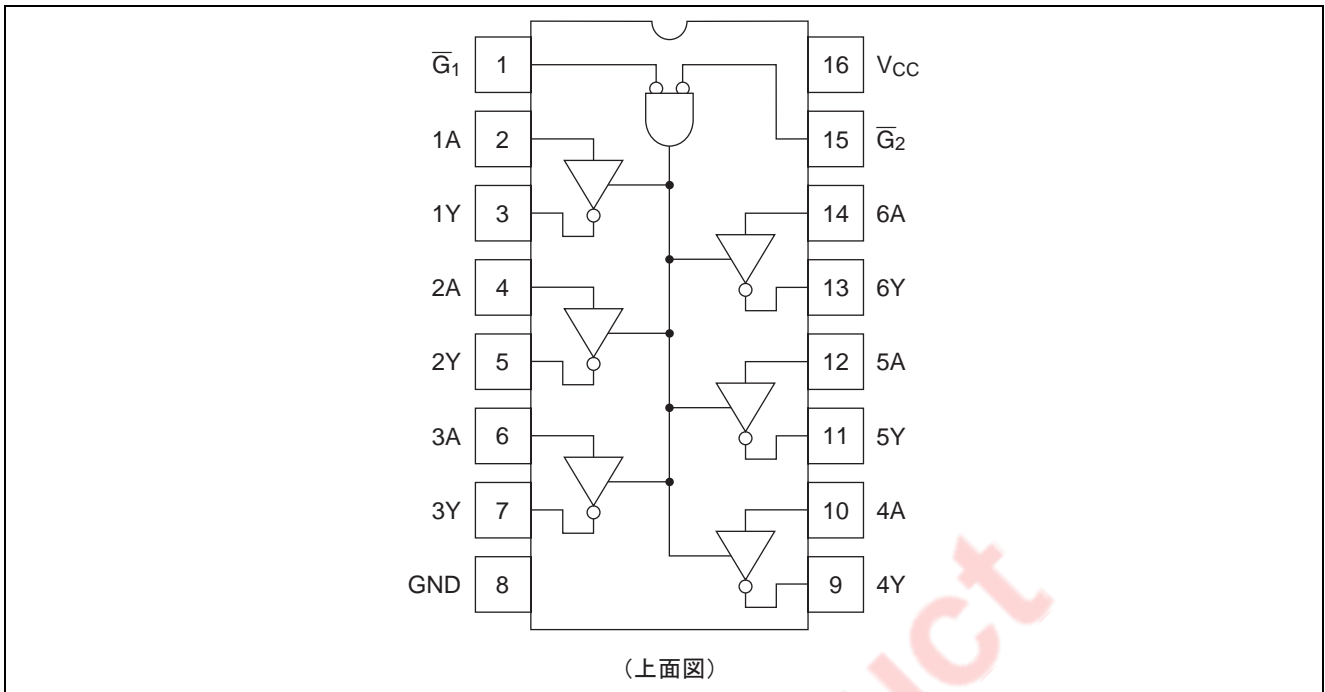 G̅1 1 16 VCC
1A 2 15 G̅2
1Y 3 14 6A
2A 4 13 6Y
2Y 5 12 5A
3A 6 11 5Y
3Y 7 10 4A
GND 8 9 4Y
(上面図)
uct